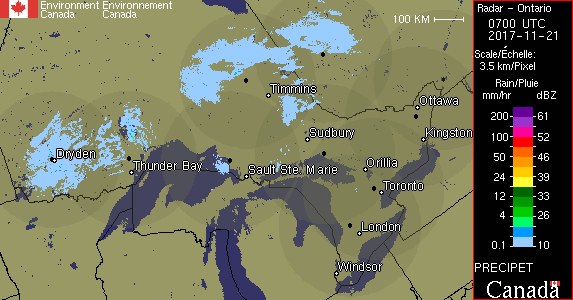 Environment Environnement
Canada Canada
100 KM
Timmins
Ottawa
Sudbury
Kingston
Dryden
Thunder Bay
Sault Ste. Marie
Orillia
Toronto
London
Windsor
Radar - Ontario
0700 UTC
2017-11-21
Scale/Échelle:
3.5 km/Pixel
Rain/Pluie
mm/hr dBZ
200 61
100 52
50 46
24 39
12 33
4 26
0.1 10
PRECIPET
Canada